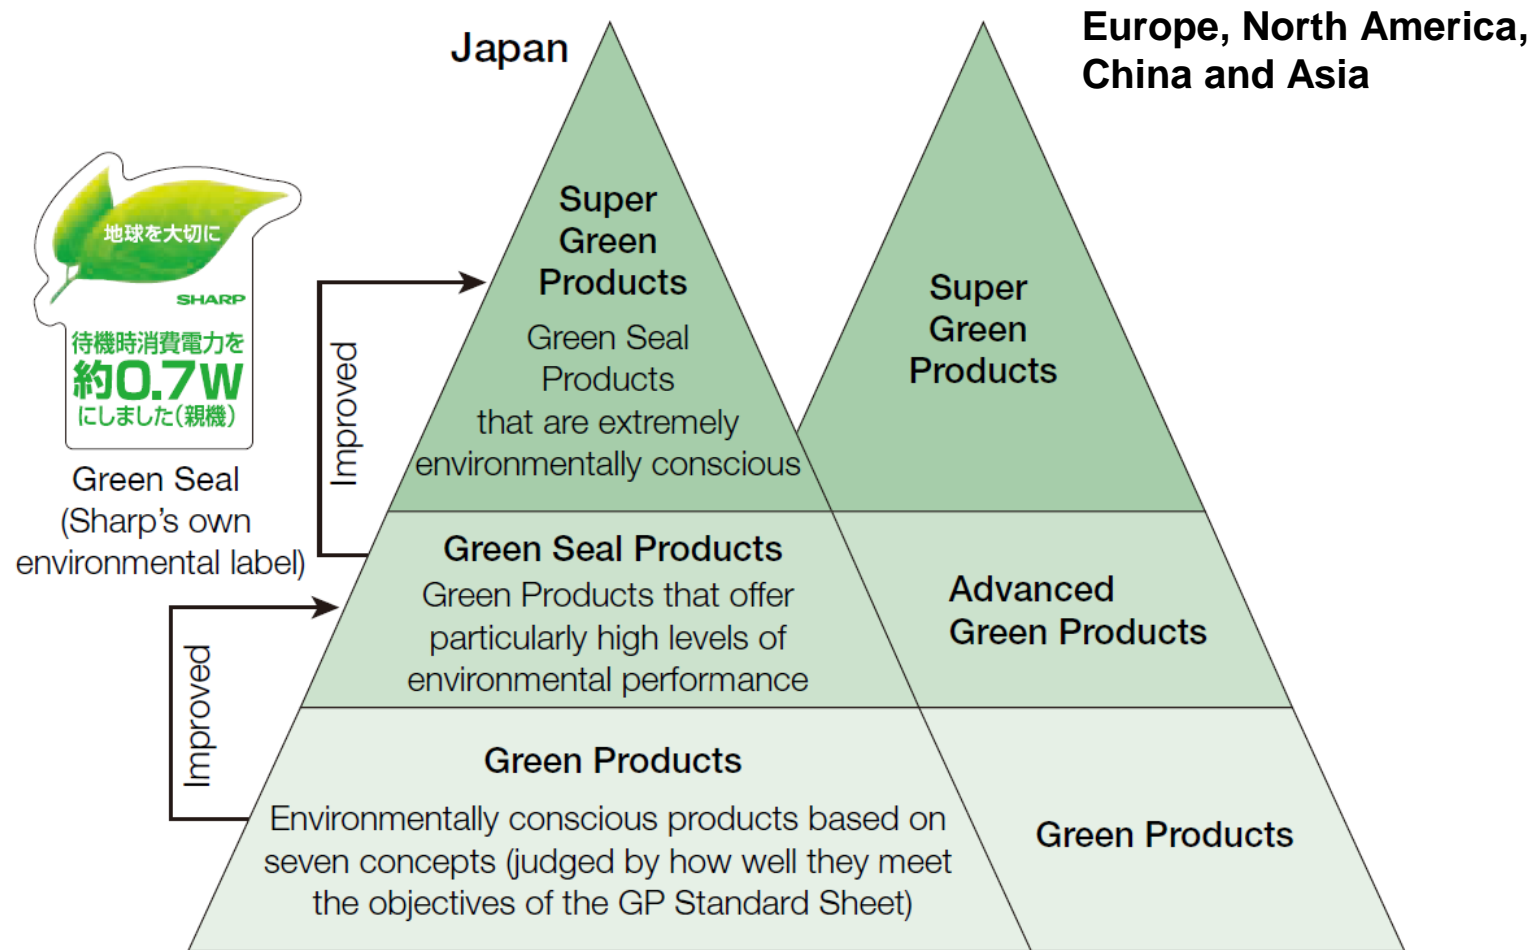 Japan
Europe, North America,
China and Asia
地球を大切に
SHARP
待機時消費電力を
約0.7W
にしました(親機)
Green Seal
(Sharp's own
environmental label)
Improved
Improved
Super
Green
Products
Green Seal
Products
that are extremely
environmentally conscious
Green Seal Products
Green Products that offer
particularly high levels of
environmental performance
Green Products
Environmentally conscious products based on
seven concepts (judged by how well they meet
the objectives of the GP Standard Sheet)
Super
Green
Products
Advanced
Green Products
Green Products